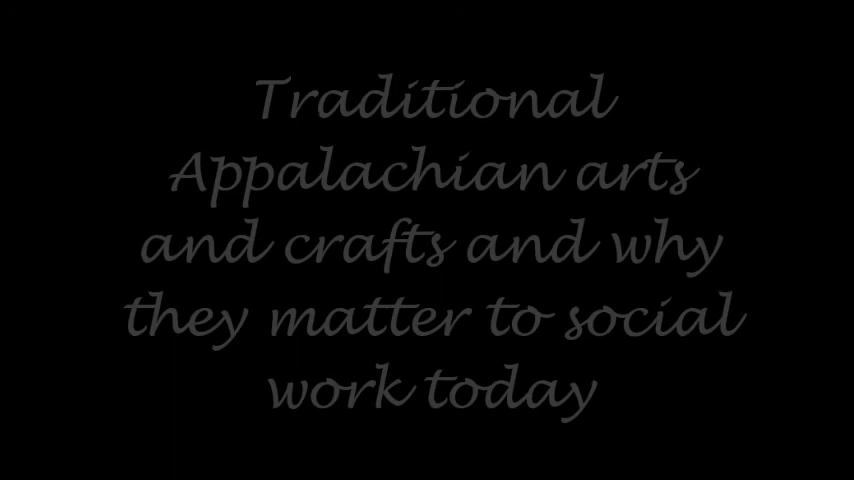 Traditional
Appalachian arts
and crafts and why
they matter to social
work today